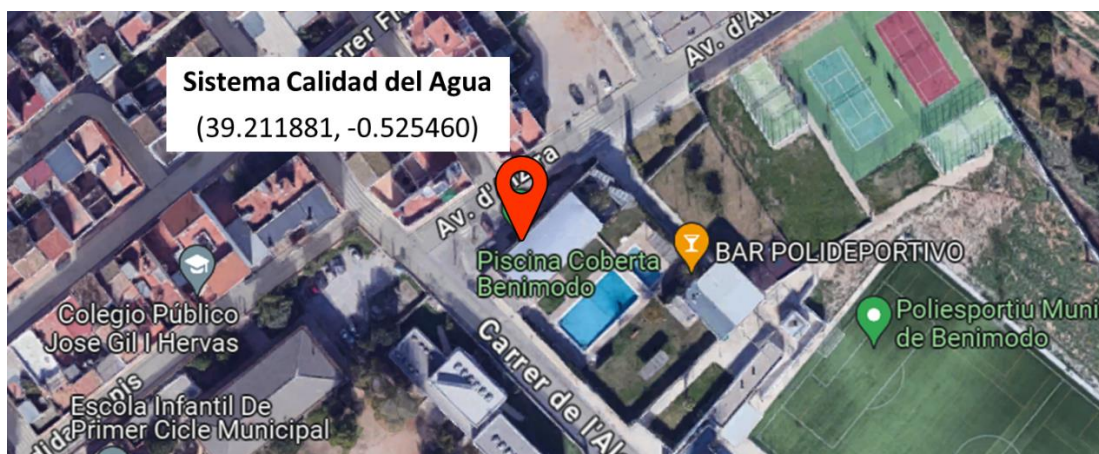 Carrer
Av. d'Al
Sistema Calidad del Agua
(39.211881, -0.525460)
Av. d'
Piscina Coberta
Benimodo
BAR POLIDEPORTIVO
Colegio Público
Jose Gil I Hervas
Poliesportiu Muni
de Benimodo
Carrer de l'Al
Escola Infantil De
Primer Cicle Municipal